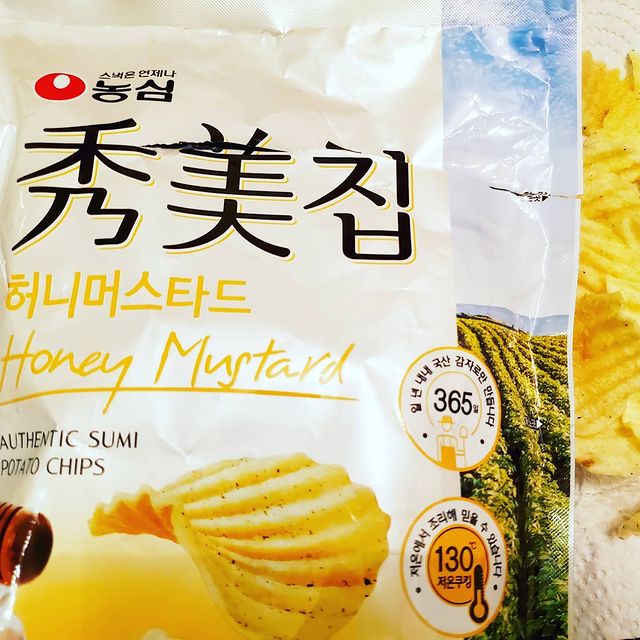 스낵은 언제나
농심
秀美칩
허니머스타드
Honey Mustard
AUTHENTIC SUMI
POTATO CHIPS
일 년 내내 국산 감자로만 만듭니다
365일
저온에서 조리해 믿을 수 있습니다
130°
저온쿠킹